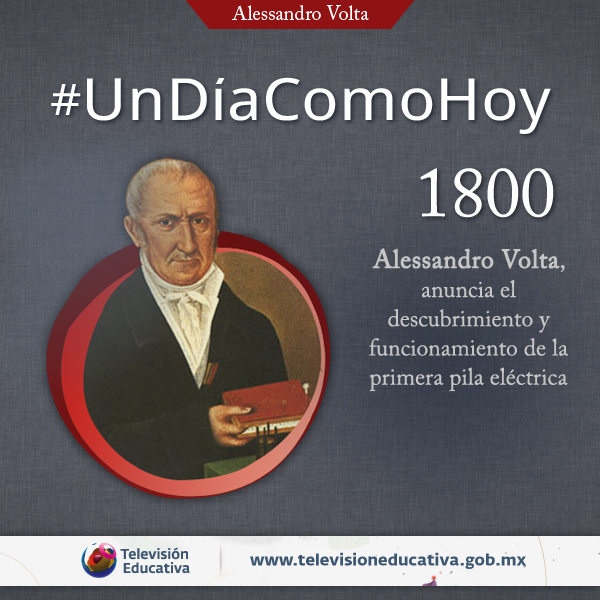 Alessandro Volta
#UnDíaComoHoy
1800
Alessandro Volta,
anuncia el
descubrimiento y
funcionamiento de la
primera pila eléctrica
Televisión
Educativa
www.televisioneducativa.gob.mx